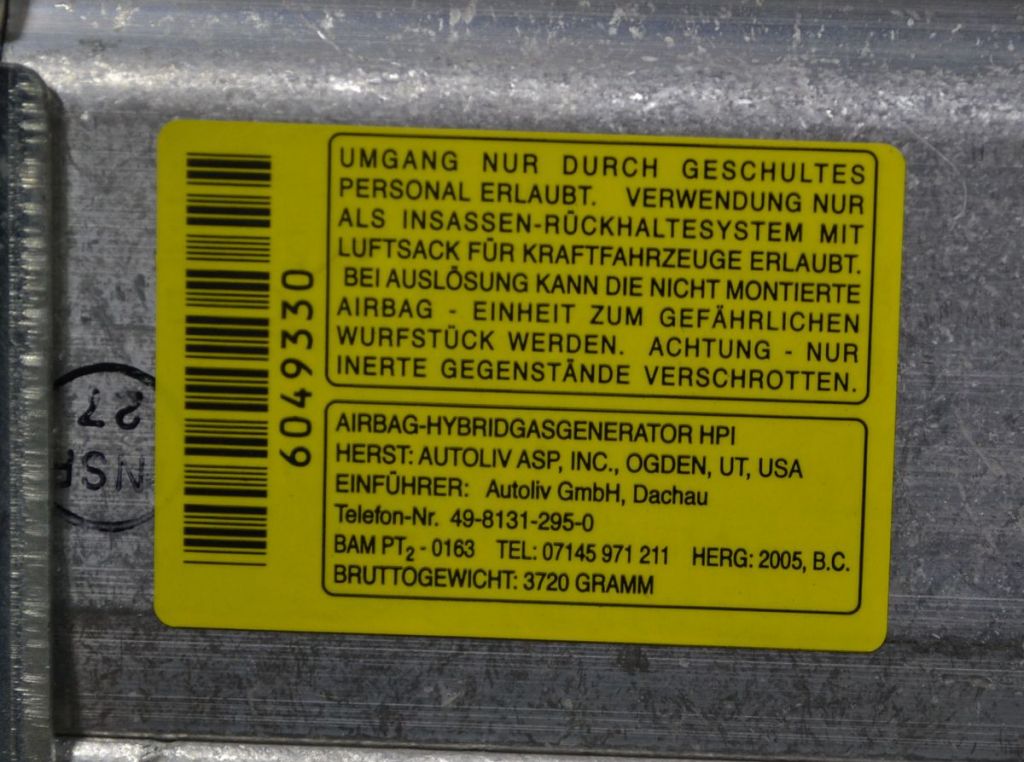 UMGANG NUR DURCH GESCHULTES
PERSONAL ERLAUBT. VERWENDUNG NUR
ALS INSASSEN-RÜCKHALTESYSTEM MIT
LUFTSACK FÜR KRAFTFAHRZEUGE ERLAUBT.
BEI AUSLÖSUNG KANN DIE NICHT MONTIERTE
AIRBAG - EINHEIT ZUM GEFÄHRLICHEN
WURFSTÜCK WERDEN. ACHTUNG - NUR
INERTE GEGENSTÄNDE VERSCHROTTEN.
6049330
AIRBAG-HYBRIDGASGENERATOR HPI
HERST: AUTOLIV ASP, INC., OGDEN, UT, USA
EINFÜHRER: Autoliv GmbH, Dachau
Telefon-Nr. 49-8131-295-0
BAM PT₂ - 0163 TEL: 07145 971 211 HERG: 2005, B.C.
BRUTTOGEWICHT: 3720 GRAMM
27